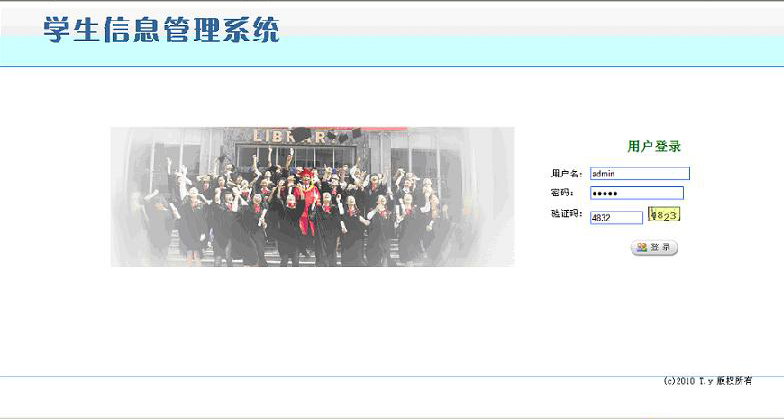 学生信息管理系统
LIBRARY
用户登录
用户名: admin
密码: •••••
验证码: 4832 4823
登录
(c)2010 T.y 版权所有